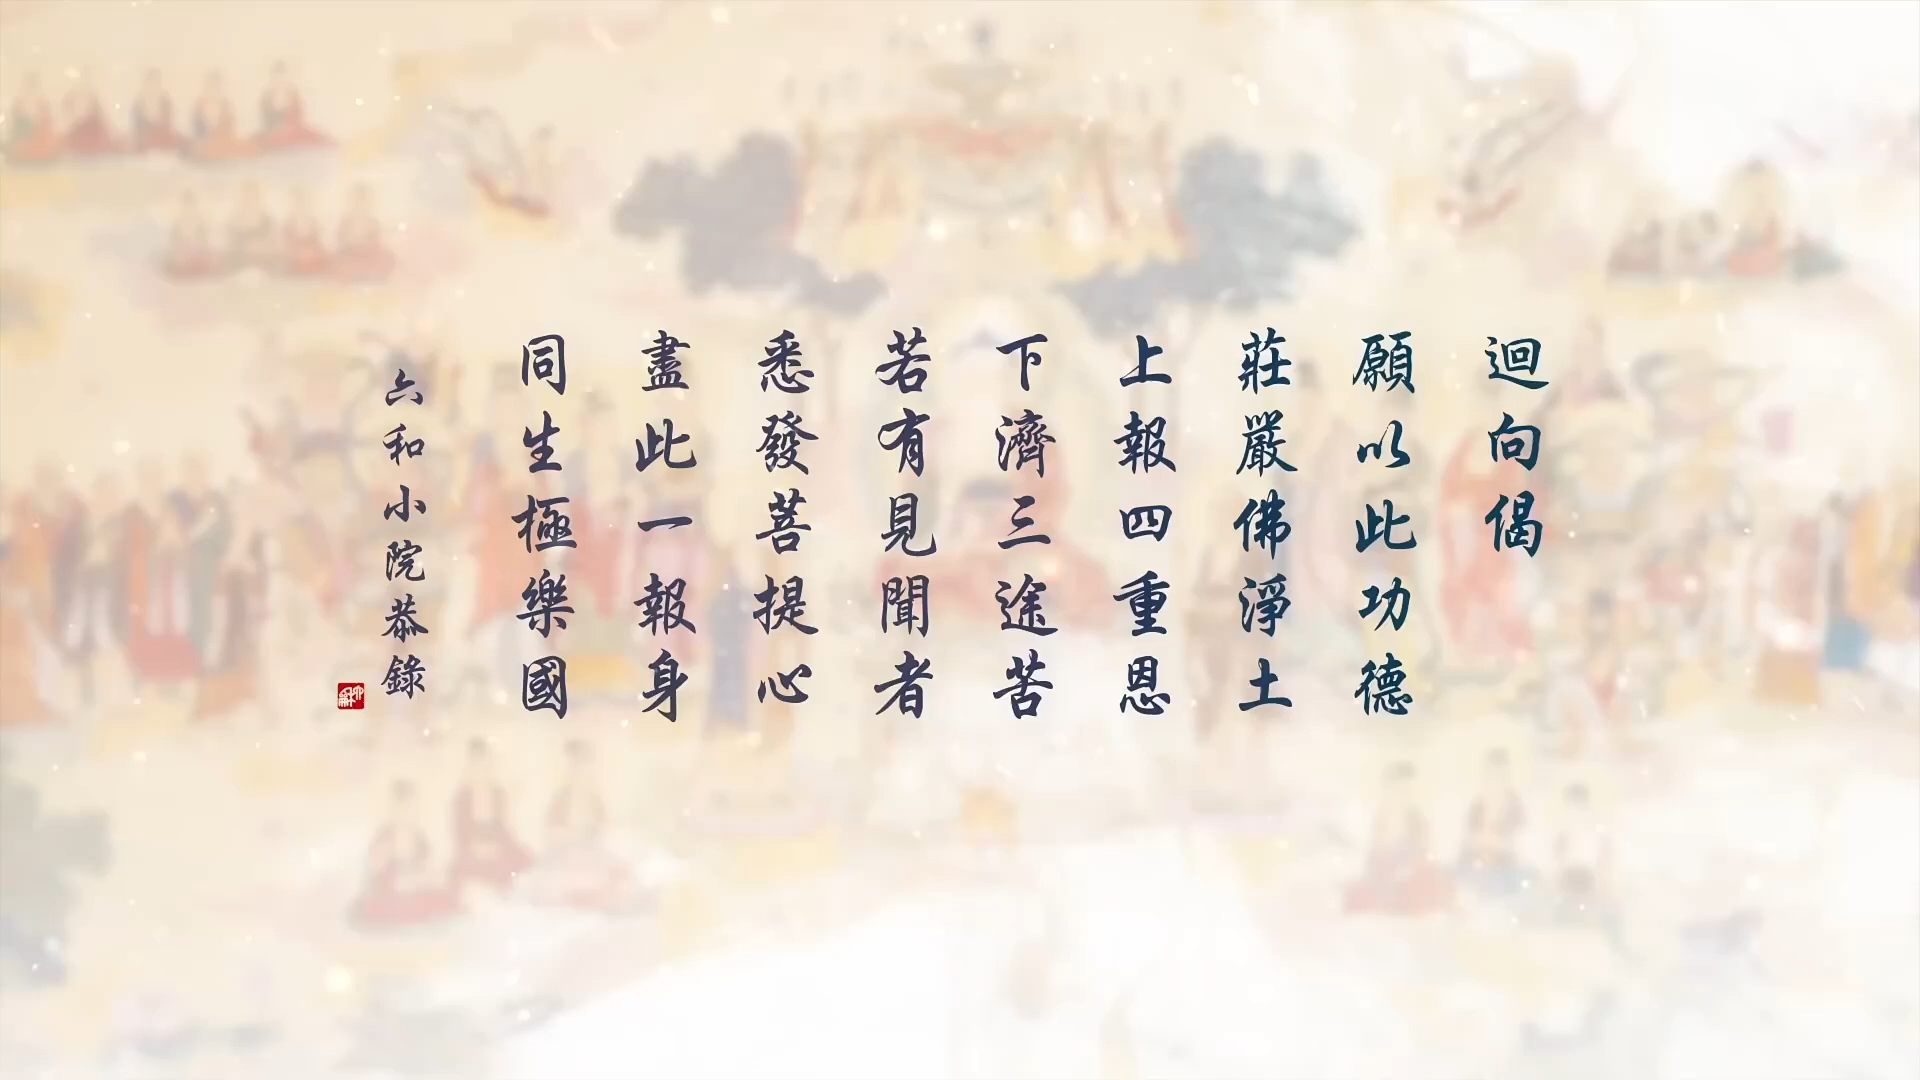 迴向偈
願以此功德
莊嚴佛淨土
上報四重恩
下濟三途苦
若有見聞者
悉發菩提心
盡此一報身
同生極樂國
六和小院恭錄